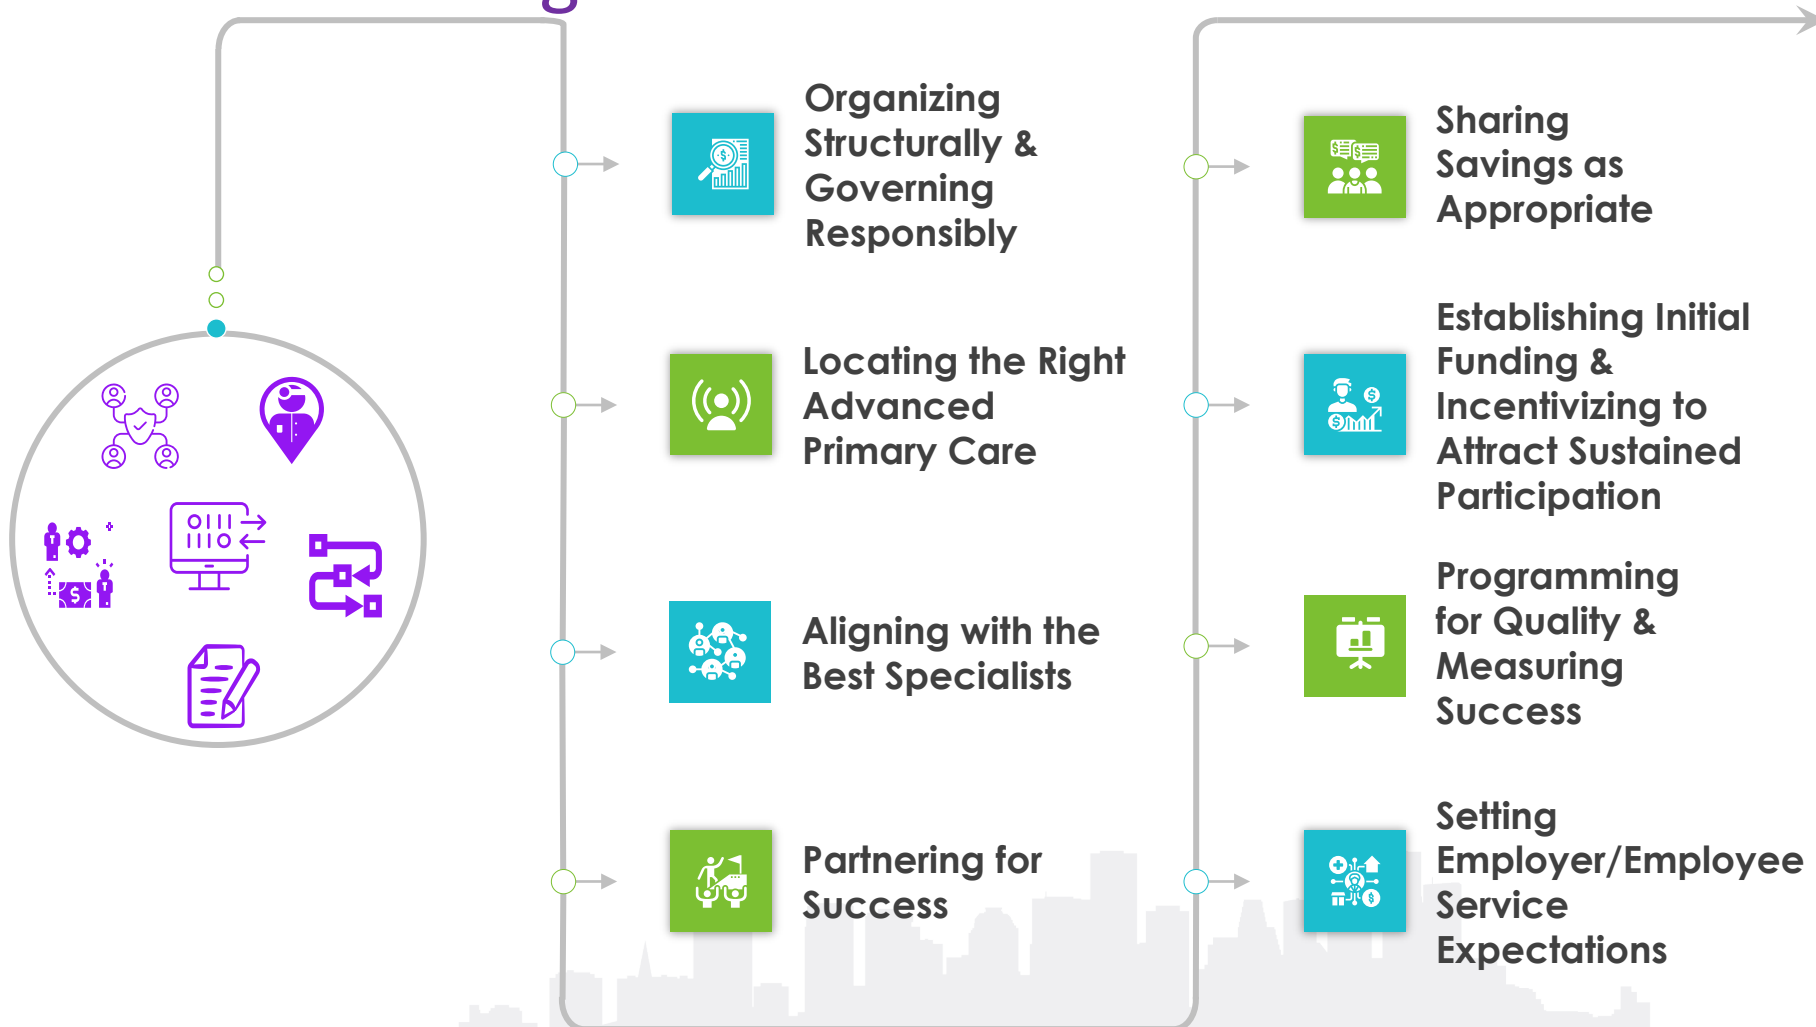 Organizing
Structurally &
Governing
Responsibly
Locating the Right
Advanced
Primary Care
Aligning with the
Best Specialists
Partnering for
Success
Sharing
Savings as
Appropriate
Establishing Initial
Funding &
Incentivizing to
Attract Sustained
Participation
Programming
for Quality &
Measuring
Success
Setting
Employer/Employee
Service
Expectations